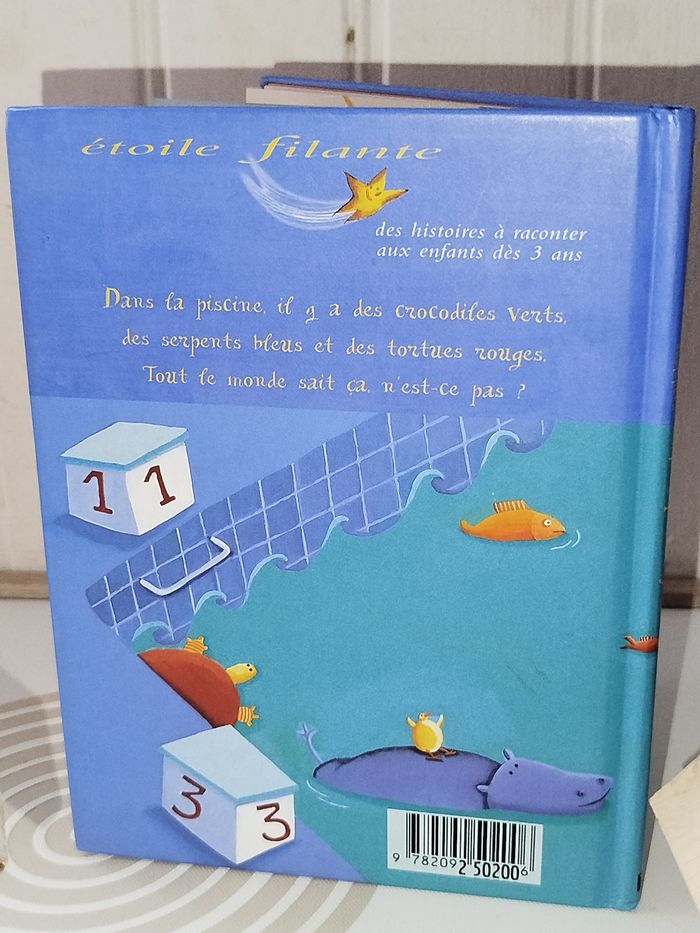 étoile filante
des histoires à raconter
aux enfants dès 3 ans
Dans la piscine, il y a des crocodiles verts,
des serpents bleus et des tortues rouges.
Tout le monde sait ça, n'est-ce pas ?
1 1
3 3
9 782092 502006